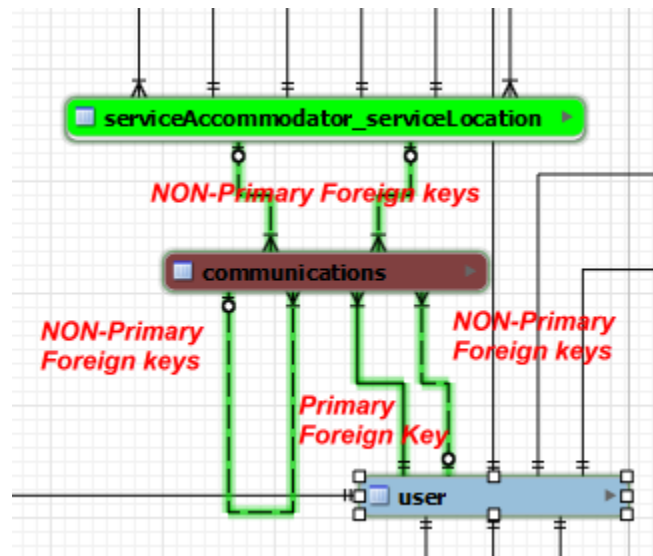 serviceAccommodator_serviceLocation
NON-Primary Foreign keys
communications
NON-Primary
Foreign keys
NON-Primary
Foreign keys
Primary
Foreign Key
user